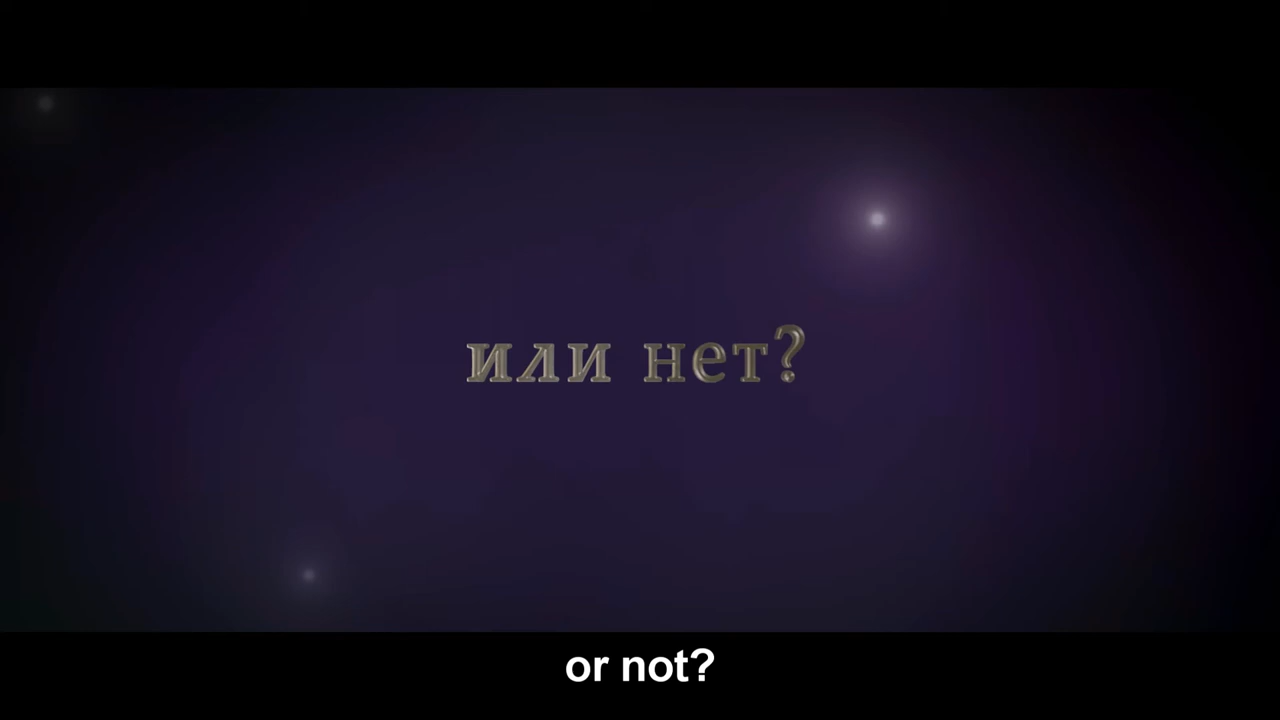 или нет?
or not?